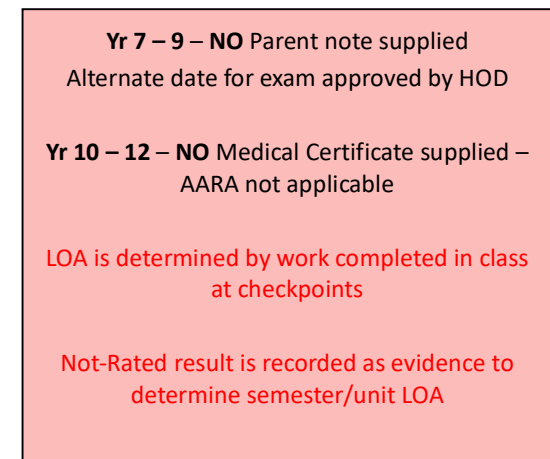 Yr 7 – 9 – NO Parent note supplied
Alternate date for exam approved by HOD
Yr 10 – 12 – NO Medical Certificate supplied –
AARA not applicable
LOA is determined by work completed in class
at checkpoints
Not-Rated result is recorded as evidence to
determine semester/unit LOA